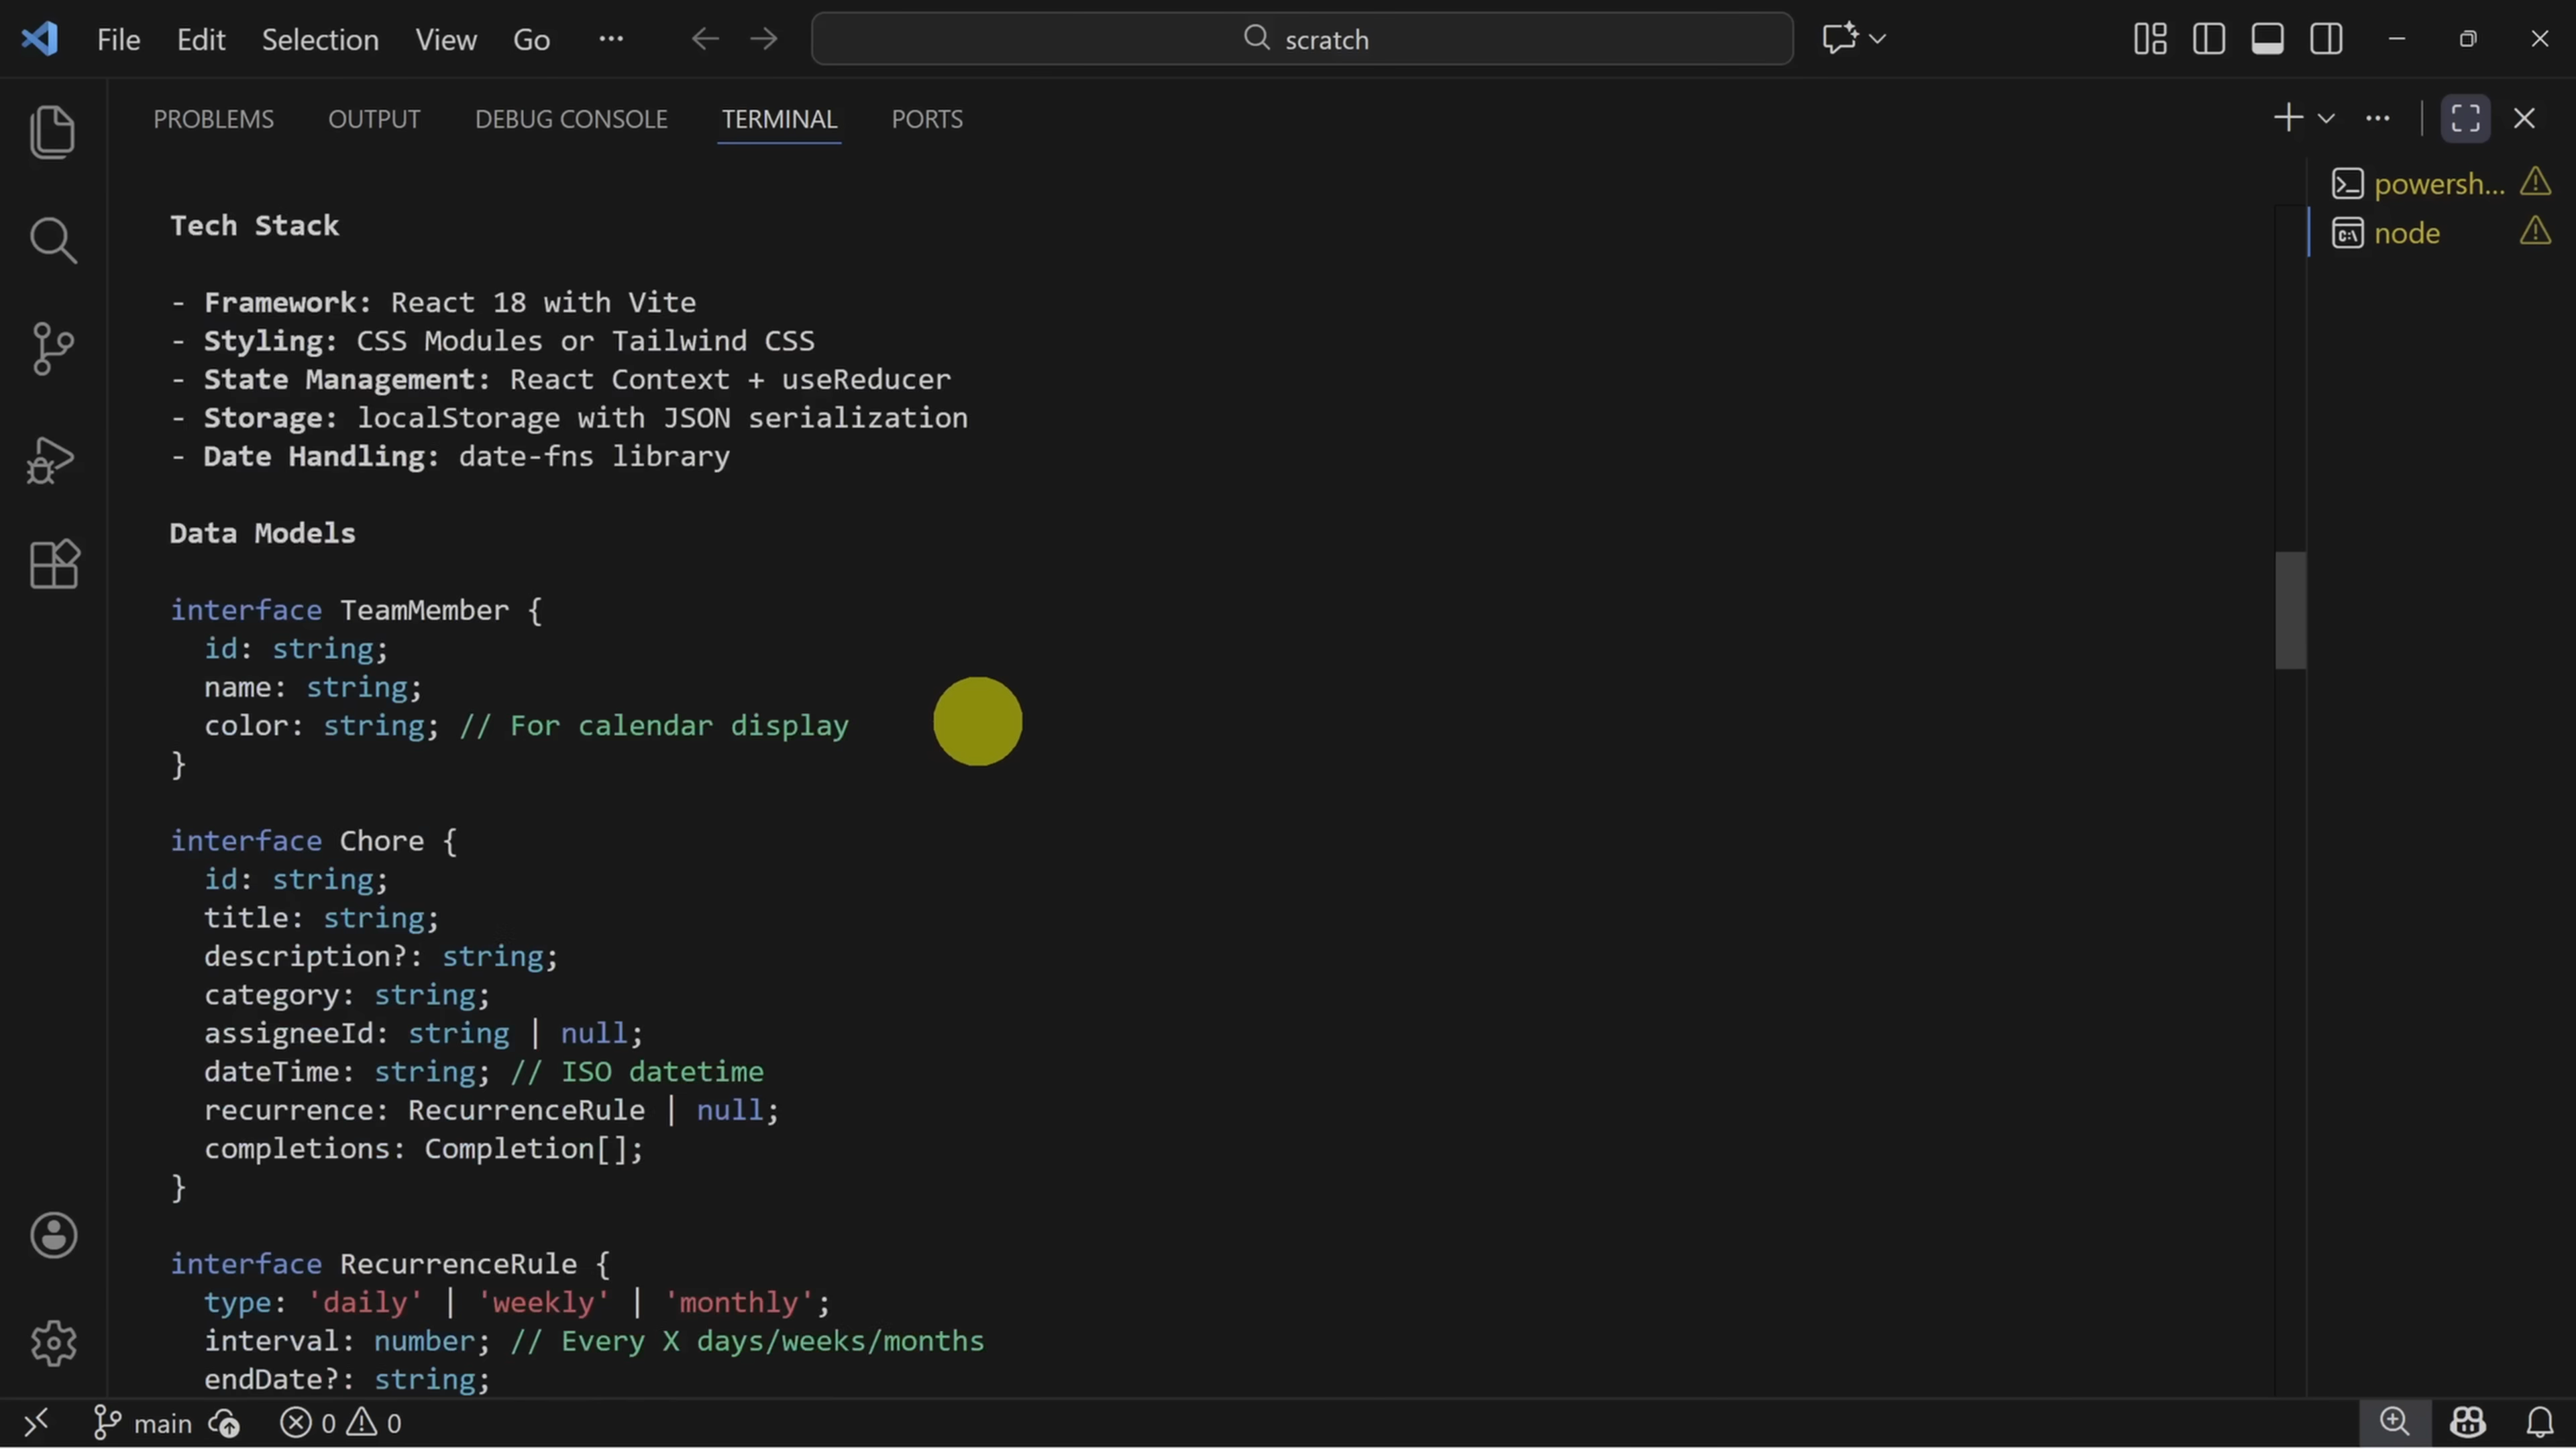 File Edit Selection View Go ··· scratch
PROBLEMS OUTPUT DEBUG CONSOLE TERMINAL PORTS
powersh...
node
Tech Stack
- Framework: React 18 with Vite
- Styling: CSS Modules or Tailwind CSS
- State Management: React Context + useReducer
- Storage: localStorage with JSON serialization
- Date Handling: date-fns library
Data Models
interface TeamMember {
id: string;
name: string;
color: string; // For calendar display
}
interface Chore {
id: string;
title: string;
description?: string;
category: string;
assigneeId: string | null;
dateTime: string; // ISO datetime
recurrence: RecurrenceRule | null;
completions: Completion[];
}
interface RecurrenceRule {
type: 'daily' | 'weekly' | 'monthly';
interval: number; // Every X days/weeks/months
endDate?: string;
main 0 0